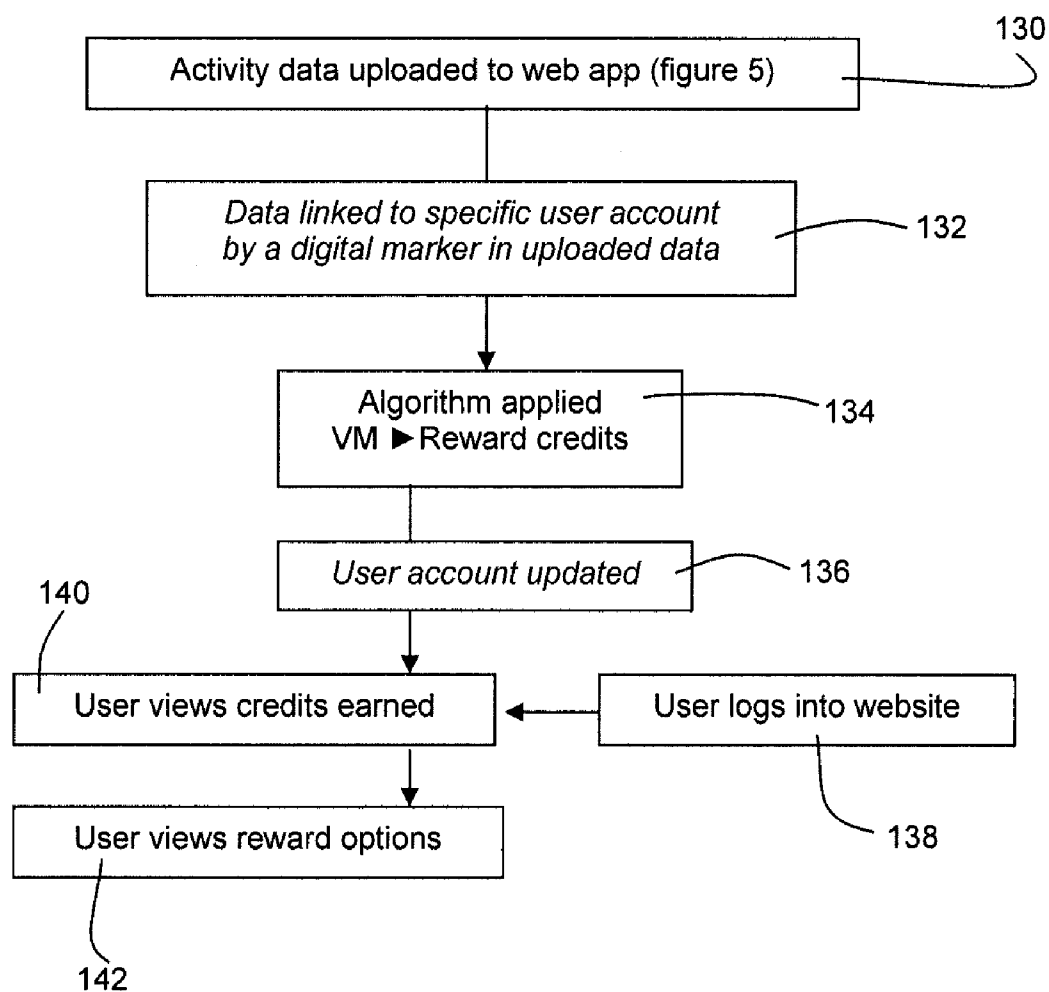 130
Activity data uploaded to web app (figure 5)
Data linked to specific user account
by a digital marker in uploaded data
132
Algorithm applied
VM ►Reward credits
134
User account updated
136
140
User views credits earned
User logs into website
138
User views reward options
142